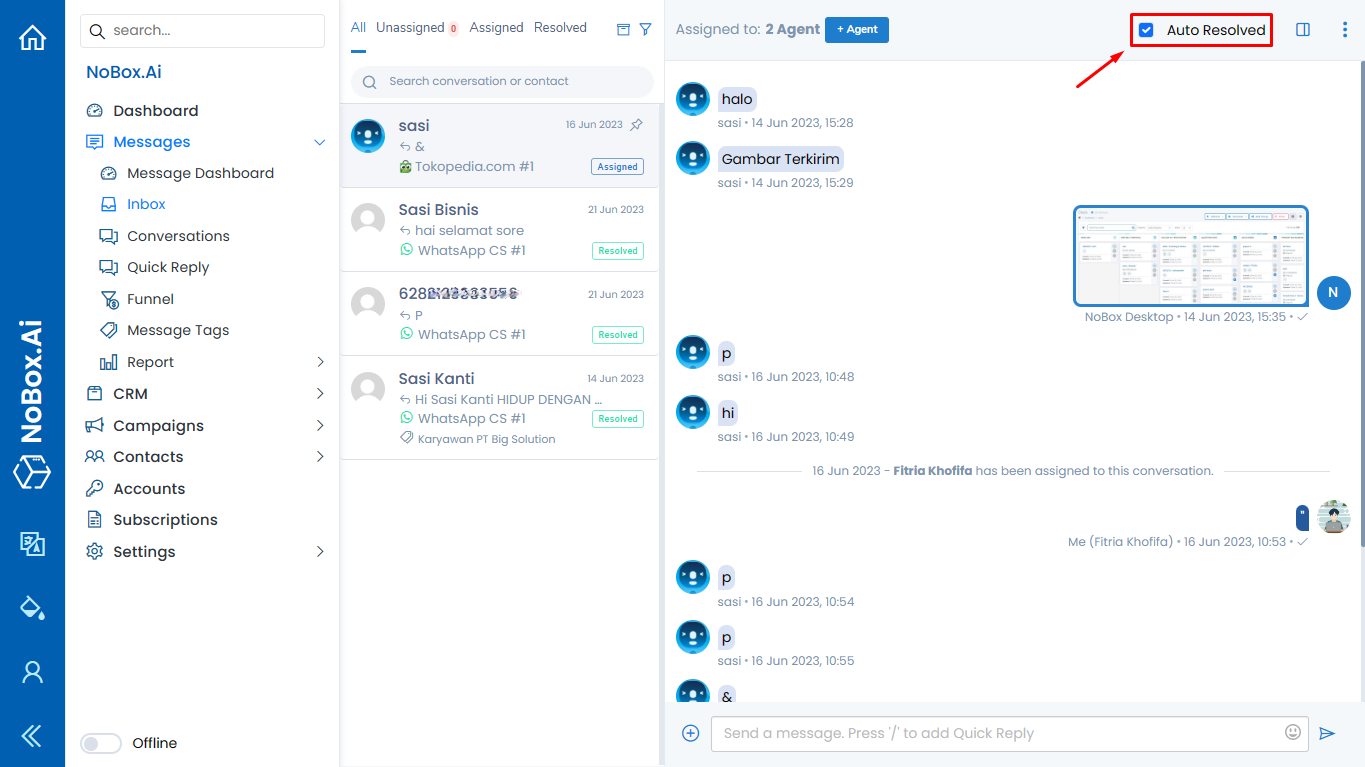 NoBox.Ai
search...
NoBox.Ai
Dashboard
Messages
Message Dashboard
Inbox
Conversations
Quick Reply
Funnel
Message Tags
Report
CRM
Campaigns
Contacts
Accounts
Subscriptions
Settings
Offline
All Unassigned 0 Assigned Resolved
Search conversation or contact
sasi 16 Jun 2023
&
Tokopedia.com #1 Assigned
Sasi Bisnis 21 Jun 2023
hai selamat sore
WhatsApp CS #1 Resolved
21 Jun 2023
P
WhatsApp CS #1 Resolved
Sasi Kanti 14 Jun 2023
Hi Sasi Kanti HIDUP DENGAN ...
WhatsApp CS #1 Resolved
Karyawan PT Big Solution
Assigned to: 2 Agent + Agent Auto Resolved
halo
sasi • 14 Jun 2023, 15:28
Gambar Terkirim
sasi • 14 Jun 2023, 15:29
N
NoBox Desktop • 14 Jun 2023, 15:35 •
p
sasi • 16 Jun 2023, 10:48
hi
sasi • 16 Jun 2023, 10:49
16 Jun 2023 - Fitria Khofifa has been assigned to this conversation.
"
Me (Fitria Khofifa) • 16 Jun 2023, 10:53 •
p
sasi • 16 Jun 2023, 10:54
p
sasi • 16 Jun 2023, 10:55
&
Send a message. Press '/' to add Quick Reply